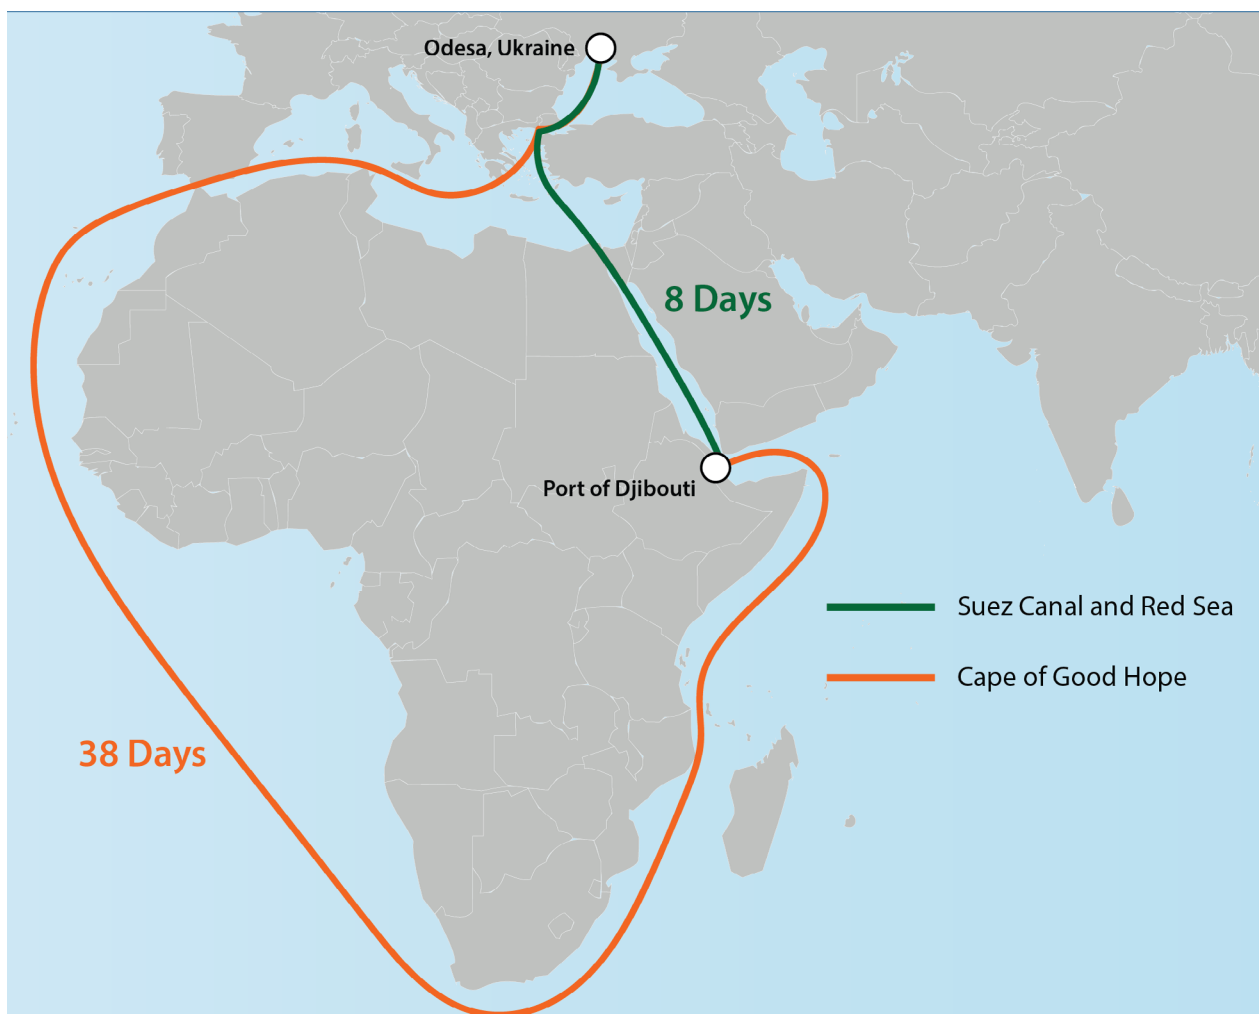 Odesa, Ukraine
8 Days
Port of Djibouti
Suez Canal and Red Sea
Cape of Good Hope
38 Days